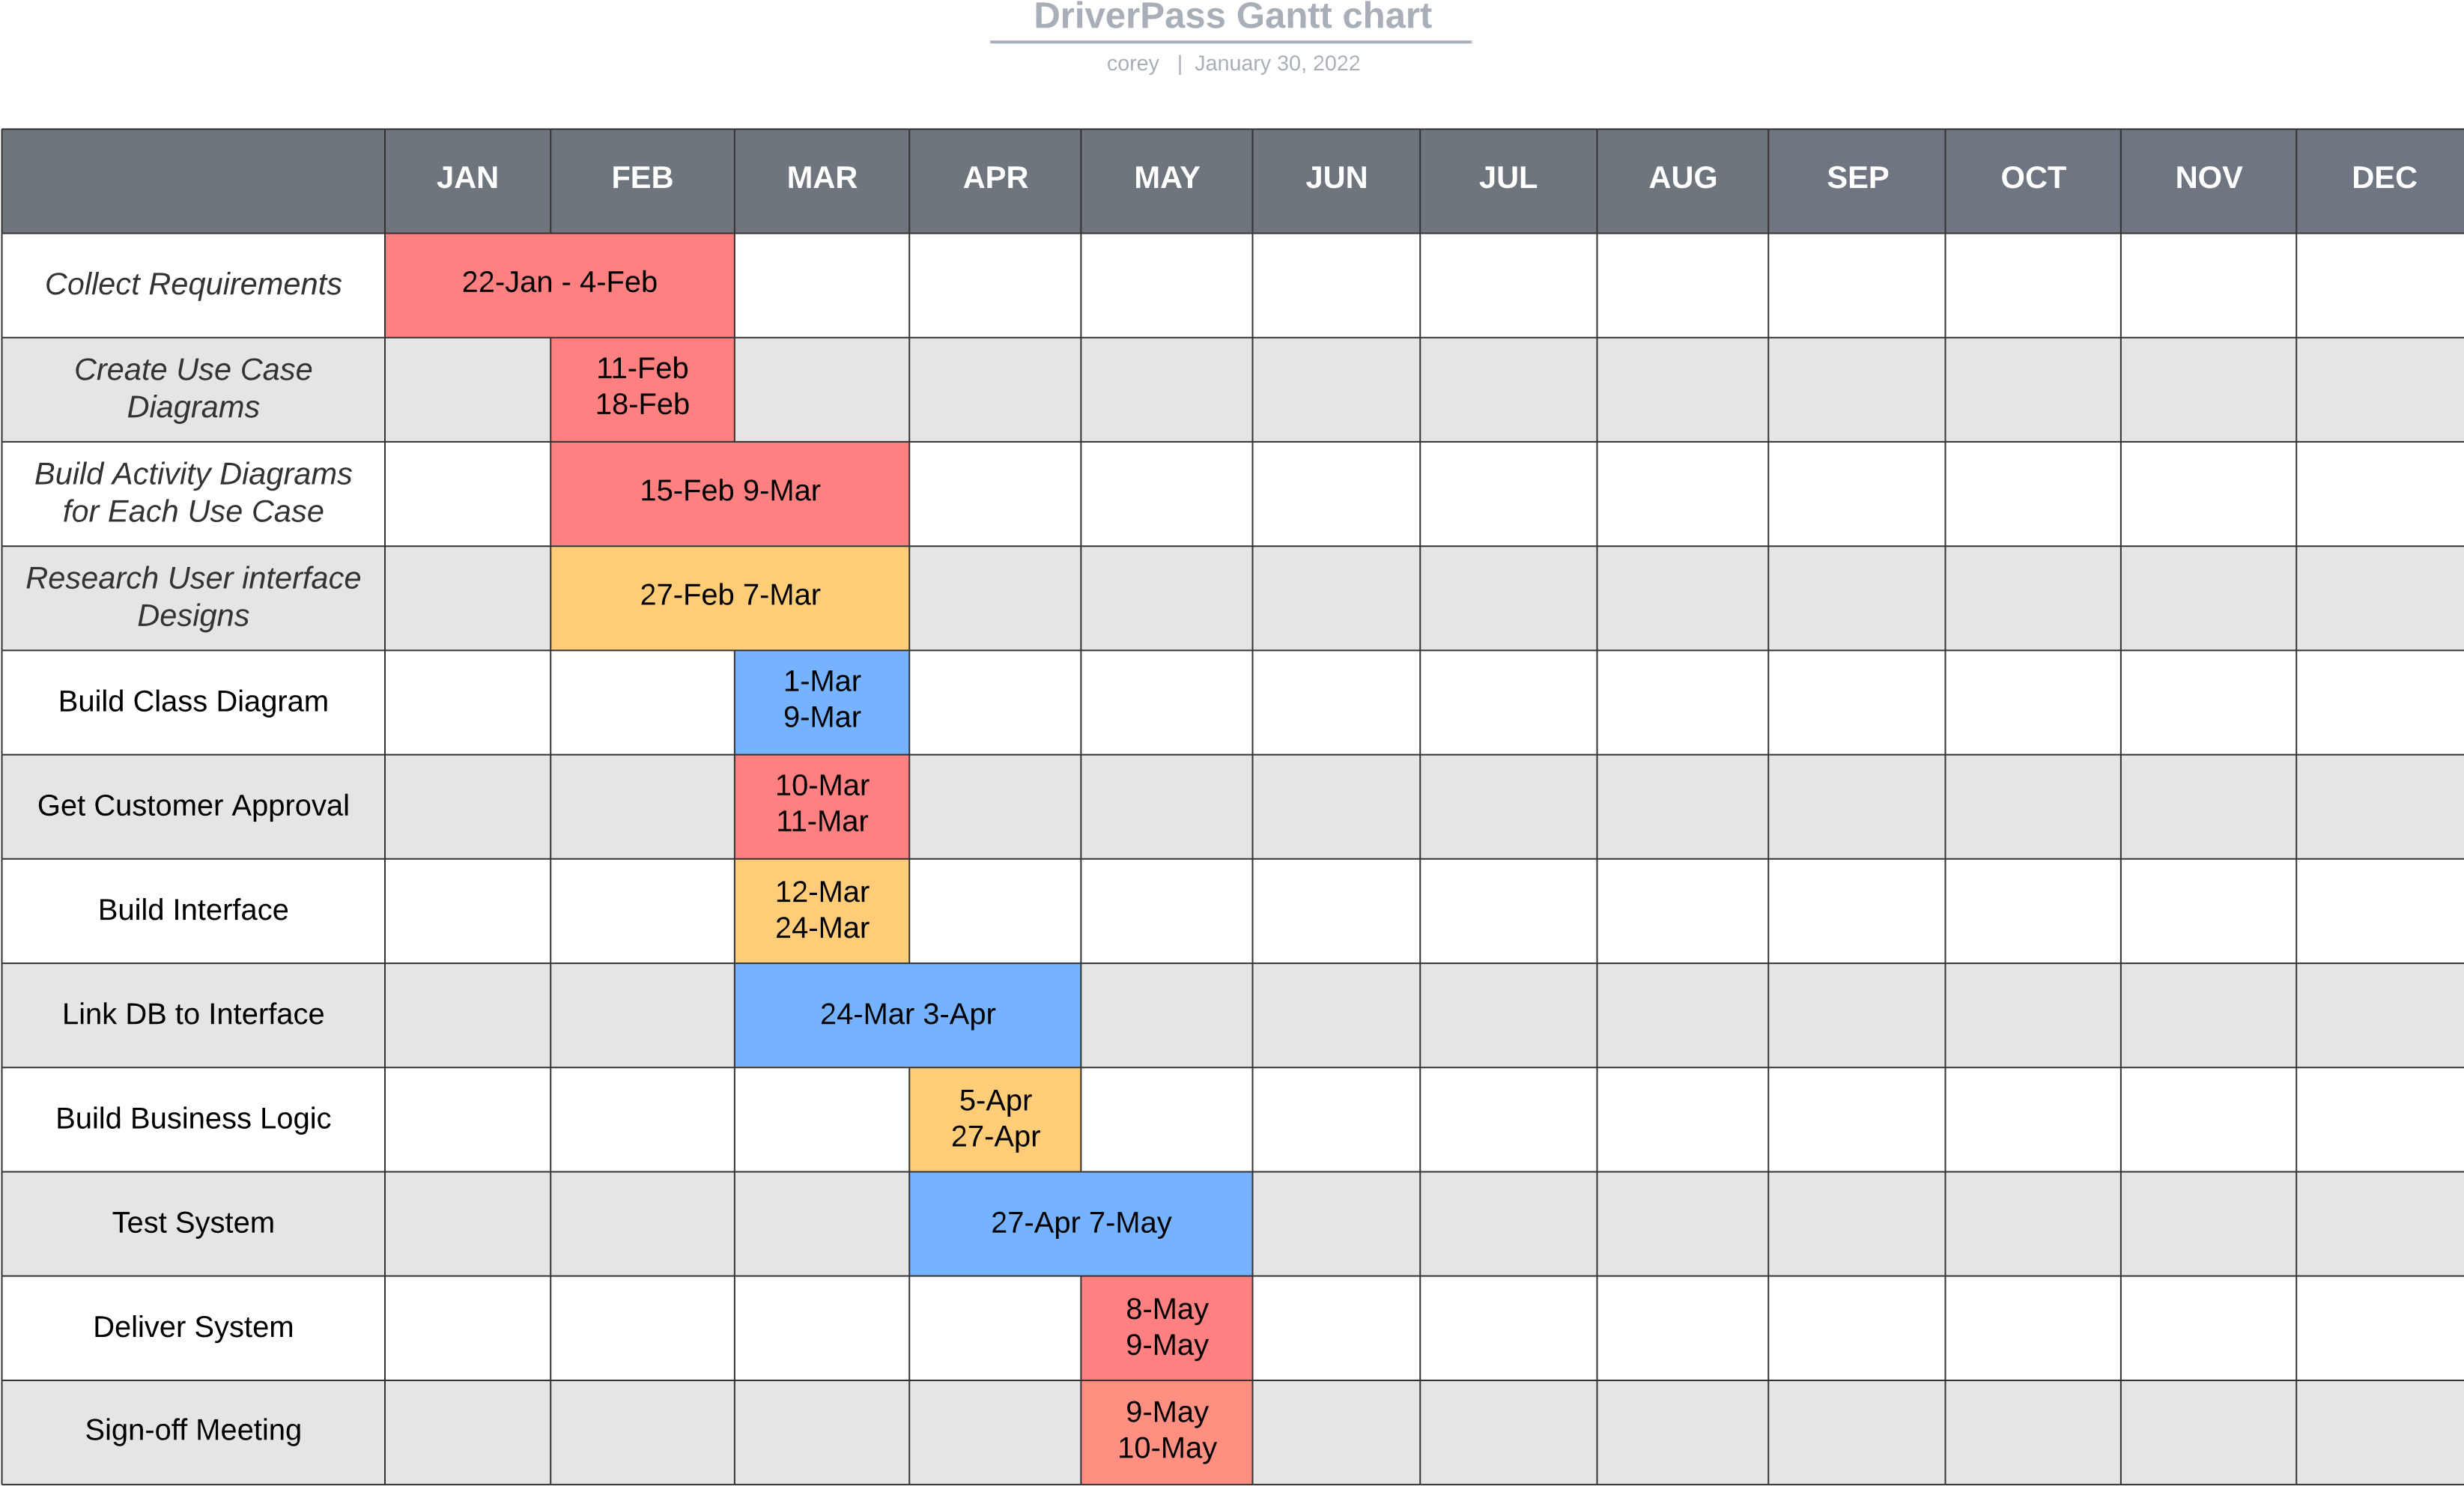 DriverPass Gantt chart
corey | January 30, 2022
JAN FEB MAR APR MAY JUN JUL AUG SEP OCT NOV DEC
Collect Requirements
22-Jan - 4-Feb
Create Use Case
Diagrams
11-Feb
18-Feb
Build Activity Diagrams
for Each Use Case
15-Feb 9-Mar
Research User interface
Designs
27-Feb 7-Mar
Build Class Diagram
1-Mar
9-Mar
Get Customer Approval
10-Mar
11-Mar
Build Interface
12-Mar
24-Mar
Link DB to Interface
24-Mar 3-Apr
Build Business Logic
5-Apr
27-Apr
Test System
27-Apr 7-May
Deliver System
8-May
9-May
Sign-off Meeting
9-May
10-May